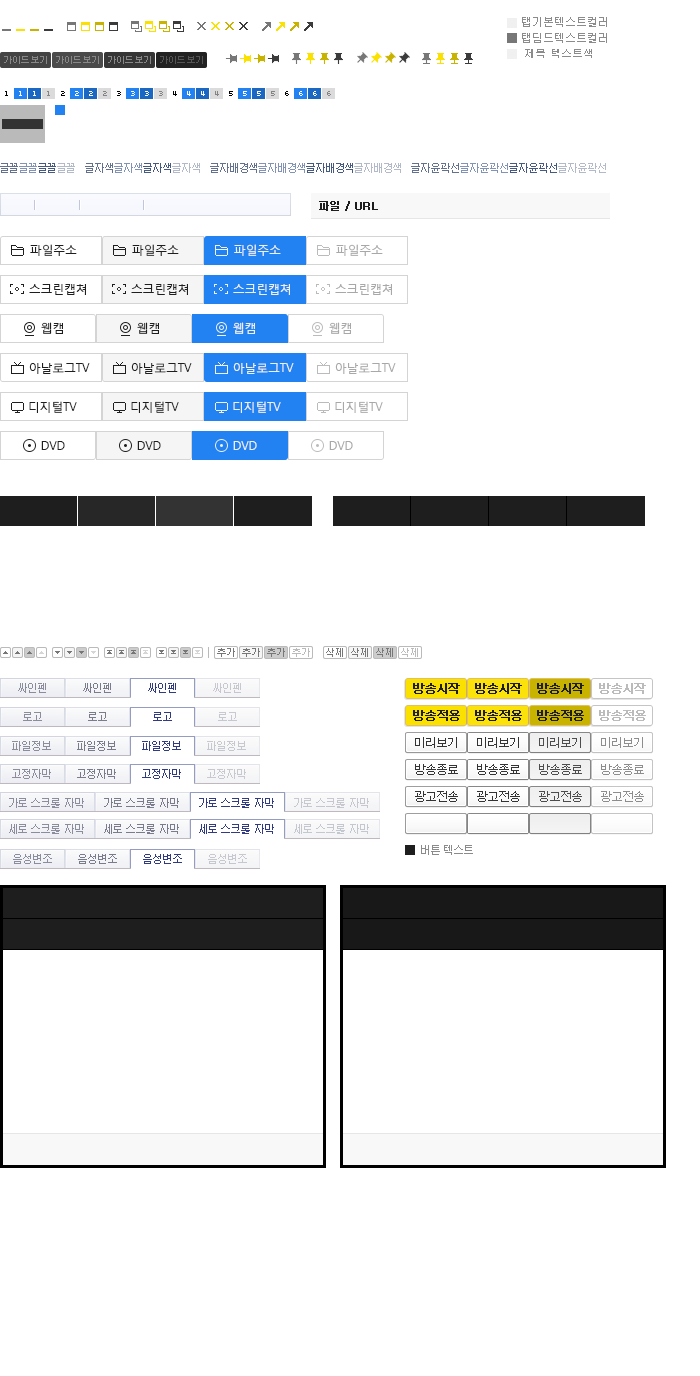 탭기본텍스트컬러
탭딤드텍스트컬러
제목 텍스트색
가이드보기 가이드보기 가이드보기 가이드보기
1 1 1 1 2 2 2 2 3 3 3 3 4 4 4 4 5 5 5 5 6 6 6 6
글꼴글꼴글꼴글꼴 글자색글자색글자색글자색 글자배경색글자배경색글자배경색글자배경색 글자윤곽선글자윤곽선글자윤곽선글자윤곽선
파일 / URL
파일주소 파일주소 파일주소 파일주소
스크린캡쳐 스크린캡쳐 스크린캡쳐 스크린캡쳐
웹캠 웹캠 웹캠 웹캠
아날로그TV 아날로그TV 아날로그TV 아날로그TV
디지털TV 디지털TV 디지털TV 디지털TV
DVD DVD DVD DVD
추가 추가 추가 추가 삭제 삭제 삭제 삭제
싸인펜 싸인펜 싸인펜 싸인펜
로고 로고 로고 로고
파일정보 파일정보 파일정보 파일정보
고정자막 고정자막 고정자막 고정자막
가로 스크롤 자막 가로 스크롤 자막 가로 스크롤 자막 가로 스크롤 자막
세로 스크롤 자막 세로 스크롤 자막 세로 스크롤 자막 세로 스크롤 자막
음성변조 음성변조 음성변조 음성변조
방송시작 방송시작 방송시작 방송시작
방송적용 방송적용 방송적용 방송적용
미리보기 미리보기 미리보기 미리보기
방송종료 방송종료 방송종료 방송종료
광고전송 광고전송 광고전송 광고전송
버튼 텍스트